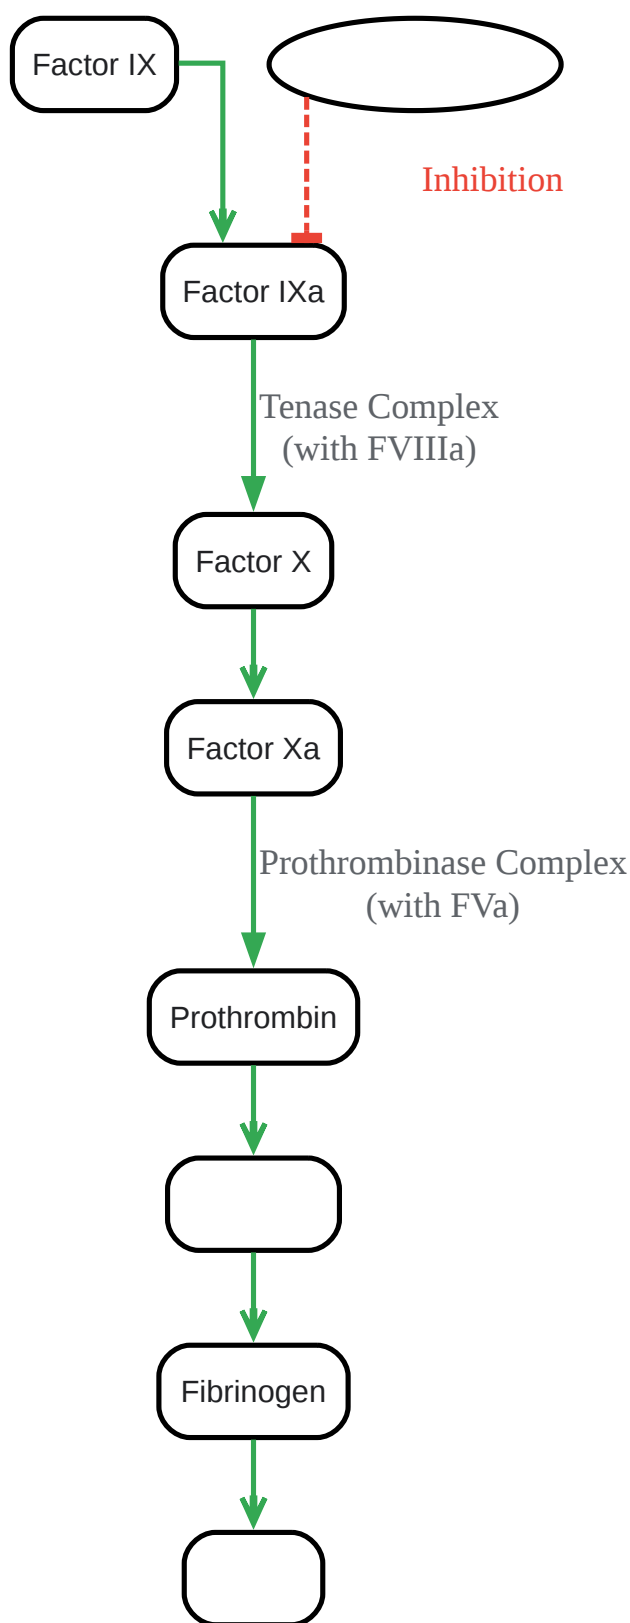 Factor IX
Inhibition
Factor IXa
Tenase Complex
(with FVIIIa)
Factor X
Factor Xa
Prothrombinase Complex
(with FVa)
Prothrombin
Fibrinogen